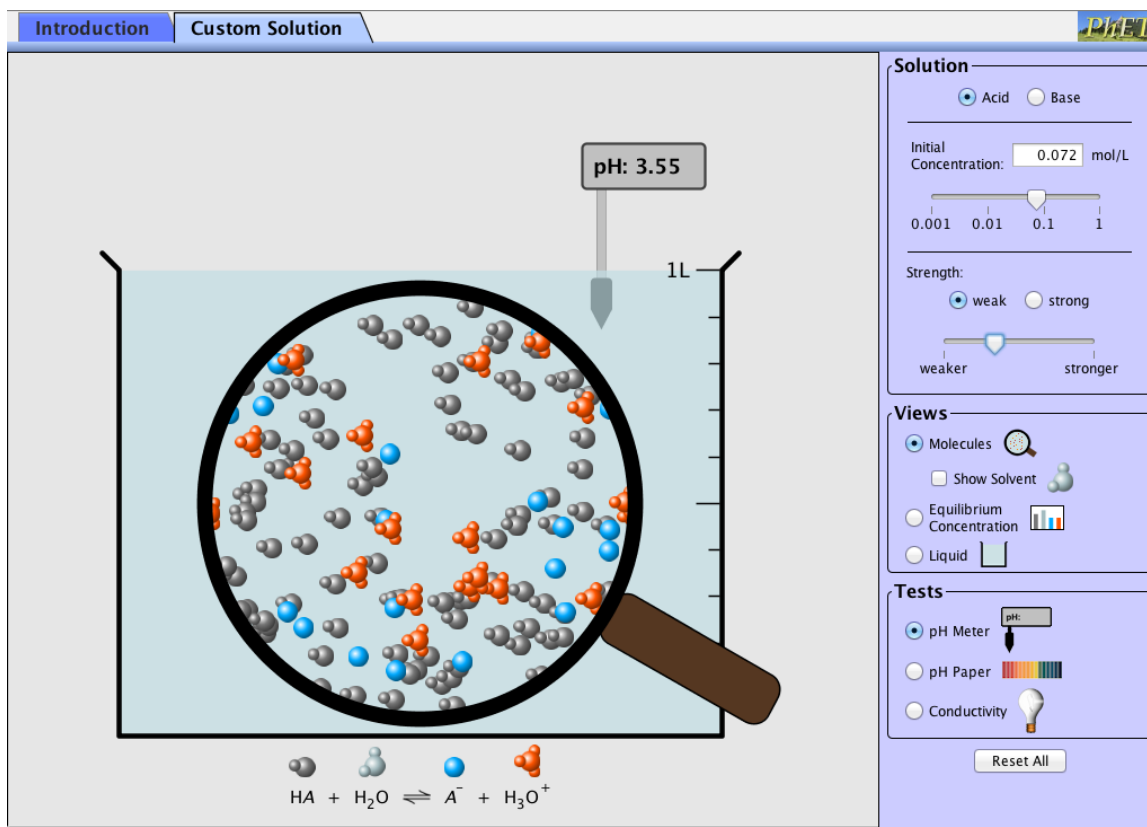 Introduction
Custom Solution
PhET
pH: 3.55
1L
HA + H₂O ⇌ A⁻ + H₃O⁺
Solution
Acid
Base
Initial
Concentration:
0.072 mol/L
0.001 0.01 0.1 1
Strength:
weak
strong
weaker
stronger
Views
Molecules
Show Solvent
Equilibrium
Concentration
Liquid
Tests
pH Meter
pH:
pH Paper
Conductivity
Reset All